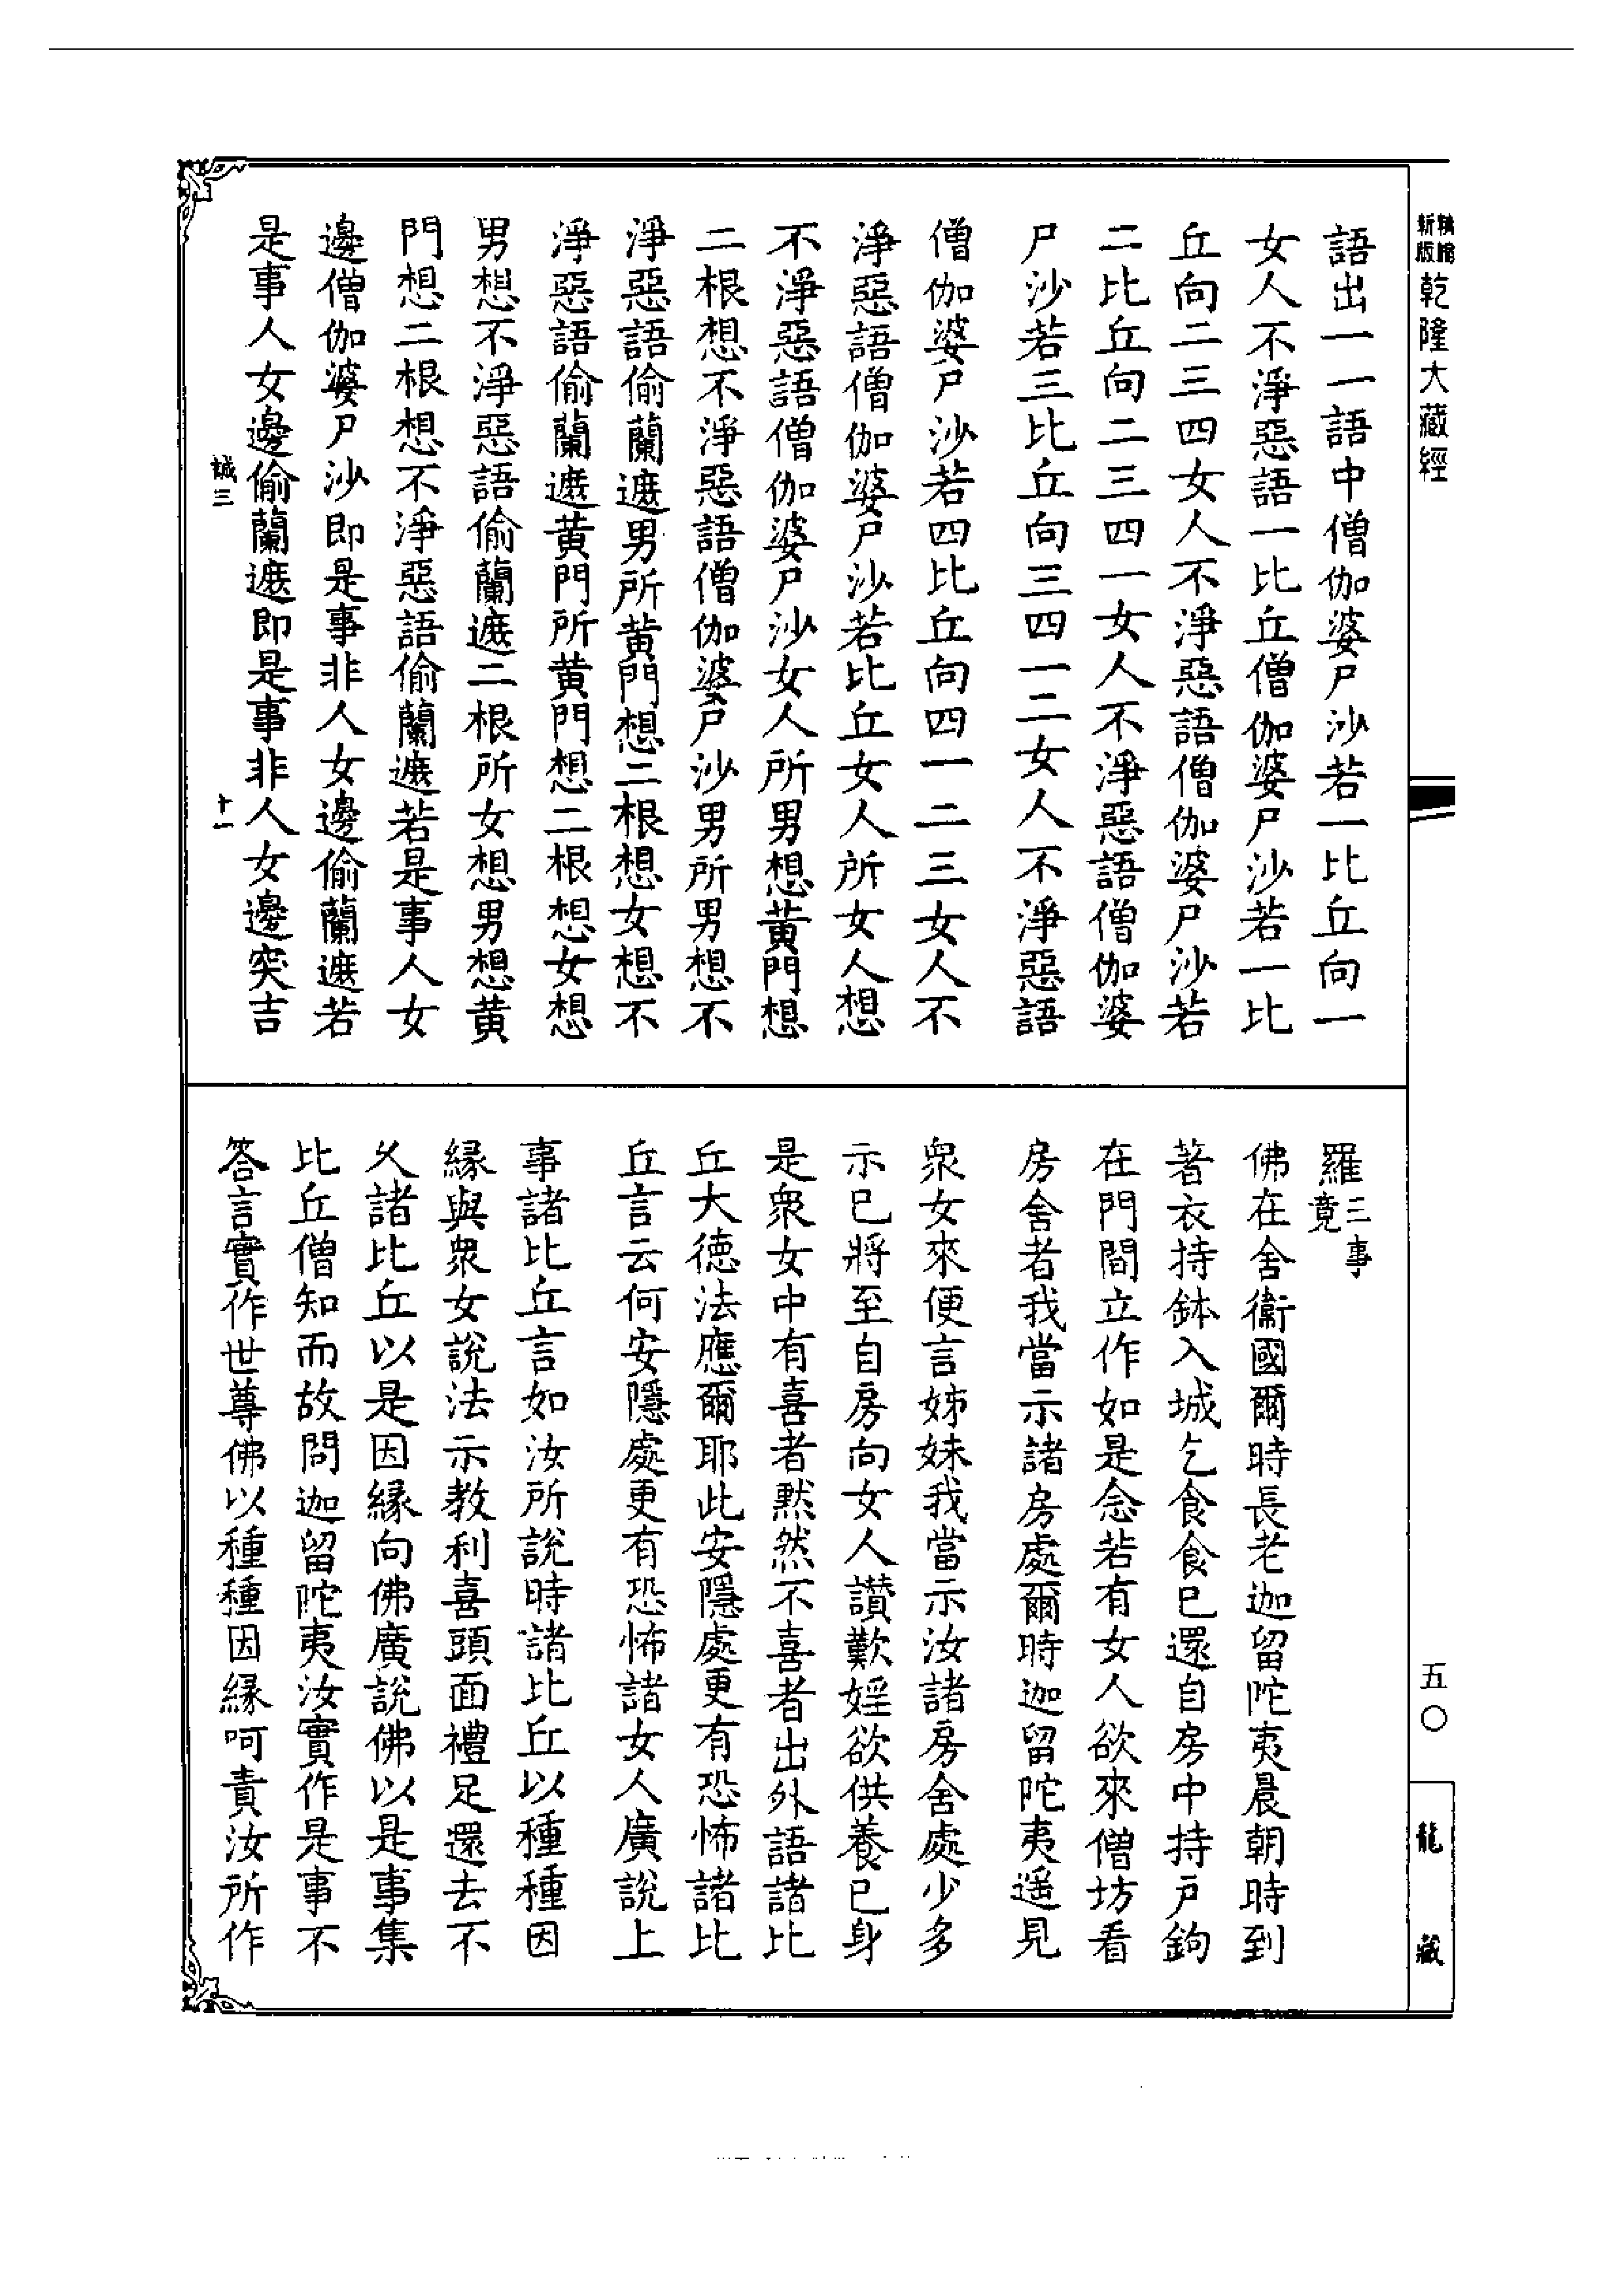 精縮新版乾隆大藏經
五〇
龍藏
語出一一語中僧伽婆尸沙若一比丘向一
女人不淨惡語一比丘僧伽婆尸沙若一比
丘向二三四女人不淨惡語僧伽婆尸沙若
二比丘向二三四一女人不淨惡語僧伽婆
尸沙若三比丘向三四一二女人不淨惡語
僧伽婆尸沙若四比丘向四一二三女人不
淨惡語僧伽婆尸沙若比丘女人所女人想
不淨惡語僧伽婆尸沙女人所男想黃門想
二根想不淨惡語僧伽婆尸沙男所男想不
淨惡語偷蘭遮男所黃門想二根想女想不
淨惡語偷蘭遮黃門所黃門想二根想女想
男想不淨惡語偷蘭遮二根所女想男想黃
門想二根想不淨惡語偷蘭遮若是事人女
邊僧伽婆尸沙即是事非人女邊偷蘭遮若
是事人女邊偷蘭遮即是事非人女邊突吉
誠三
十一
羅三事竟
佛在舍衞國爾時長老迦留陀夷晨朝時到
著衣持鉢入城乞食食已還自房中持戶鉤
在門間立作如是念若有女人欲來僧坊看
房舍者我當示諸房處爾時迦留陀夷遥見
衆女來便言姊妹我當示汝諸房舍處少多
示已將至自房向女人讃歎婬欲供養已身
是衆女中有喜者默然不喜者出外語諸比
丘大德法應爾耶此安隱處更有恐怖諸比
丘言云何安隱處更有恐怖諸女人廣說上
事諸比丘言如汝所說時諸比丘以種種因
緣與衆女說法示教利喜頭面禮足還去不
久諸比丘以是因緣向佛廣說佛以是事集
比丘僧知而故問迦留陀夷汝實作是事不
答言實作世尊佛以種種因緣呵責汝所作